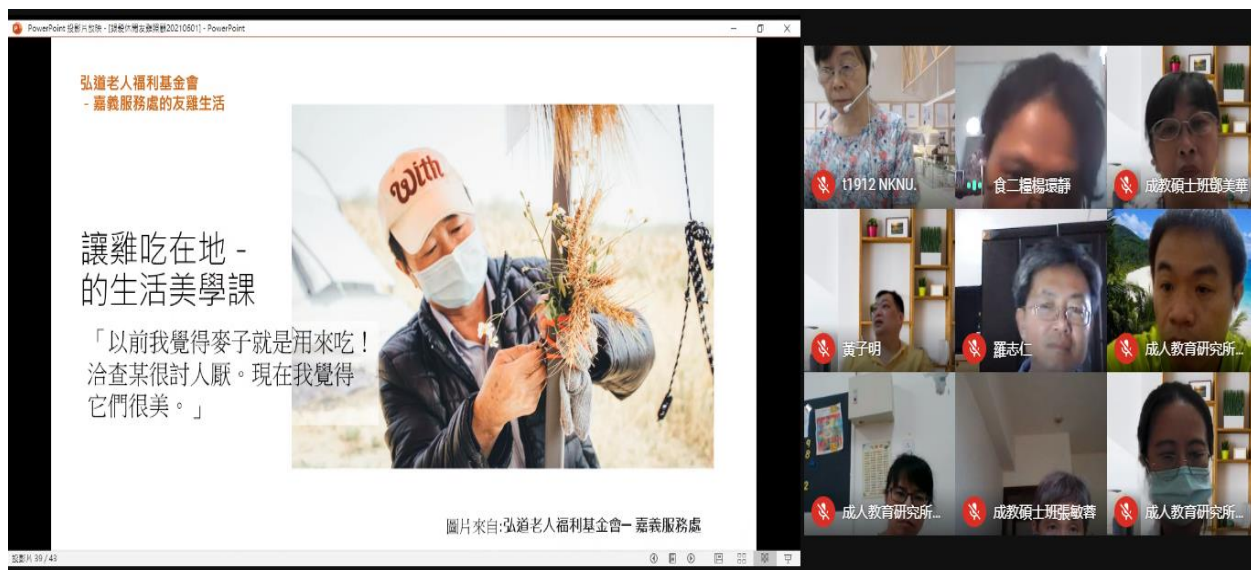 PowerPoint 投影片放映 - [課後休閒友雞照顧20210601] - PowerPoint
弘道老人福利基金會
- 嘉義服務處的友雞生活
with
讓雞吃在地 -
的生活美學課
「以前我覺得麥子就是用來吃！
洽查某很討人厭。現在我覺得
它們很美。」
圖片來自:弘道老人福利基金會- 嘉義服務處
投影片 39 / 43
t1912 NKNU.
食二糧楊環靜
成教碩士班鄧美華
黃子明
羅志仁
成人教育研究所...
成人教育研究所...
成教碩士班張敏蓉
成人教育研究所...